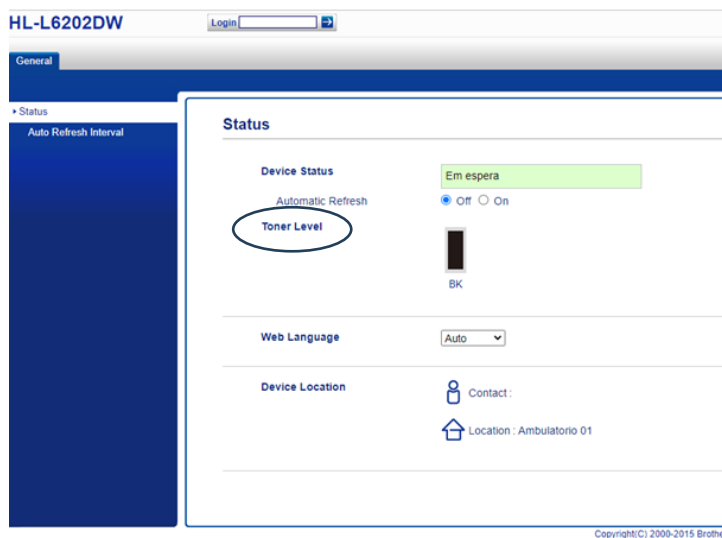 HL-L6202DW
Login
General
Status
Auto Refresh Interval
Status
Device Status
Em espera
Automatic Refresh
Off On
Toner Level
BK
Web Language
Auto
Device Location
Contact :
Location : Ambulatorio 01
Copyright(C) 2000-2015 Brothe